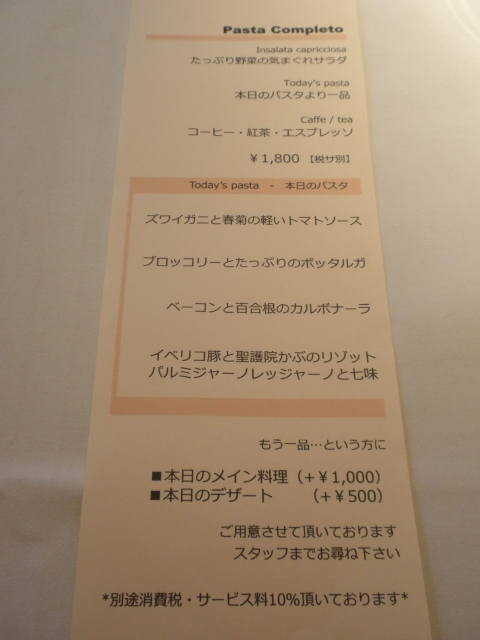 Pasta Completo
Insalata capricciosa
たっぷり野菜の気まぐれサラダ
Today's pasta
本日のパスタより一品
Caffe / tea
コーヒー・紅茶・エスプレッソ
￥1,800 【税サ別】
Today's pasta - 本日のパスタ
ズワイガニと春菊の軽いトマトソース
ブロッコリーとたっぷりのボッタルガ
ベーコンと百合根のカルボナーラ
イベリコ豚と聖護院かぶのリゾット
パルミジャーノレッジャーノと七味
もう一品…という方に
■本日のメイン料理（+￥1,000）
■本日のデザート （+￥500）
ご用意させて頂いております
スタッフまでお尋ね下さい
*別途消費税・サービス料10%頂いております*